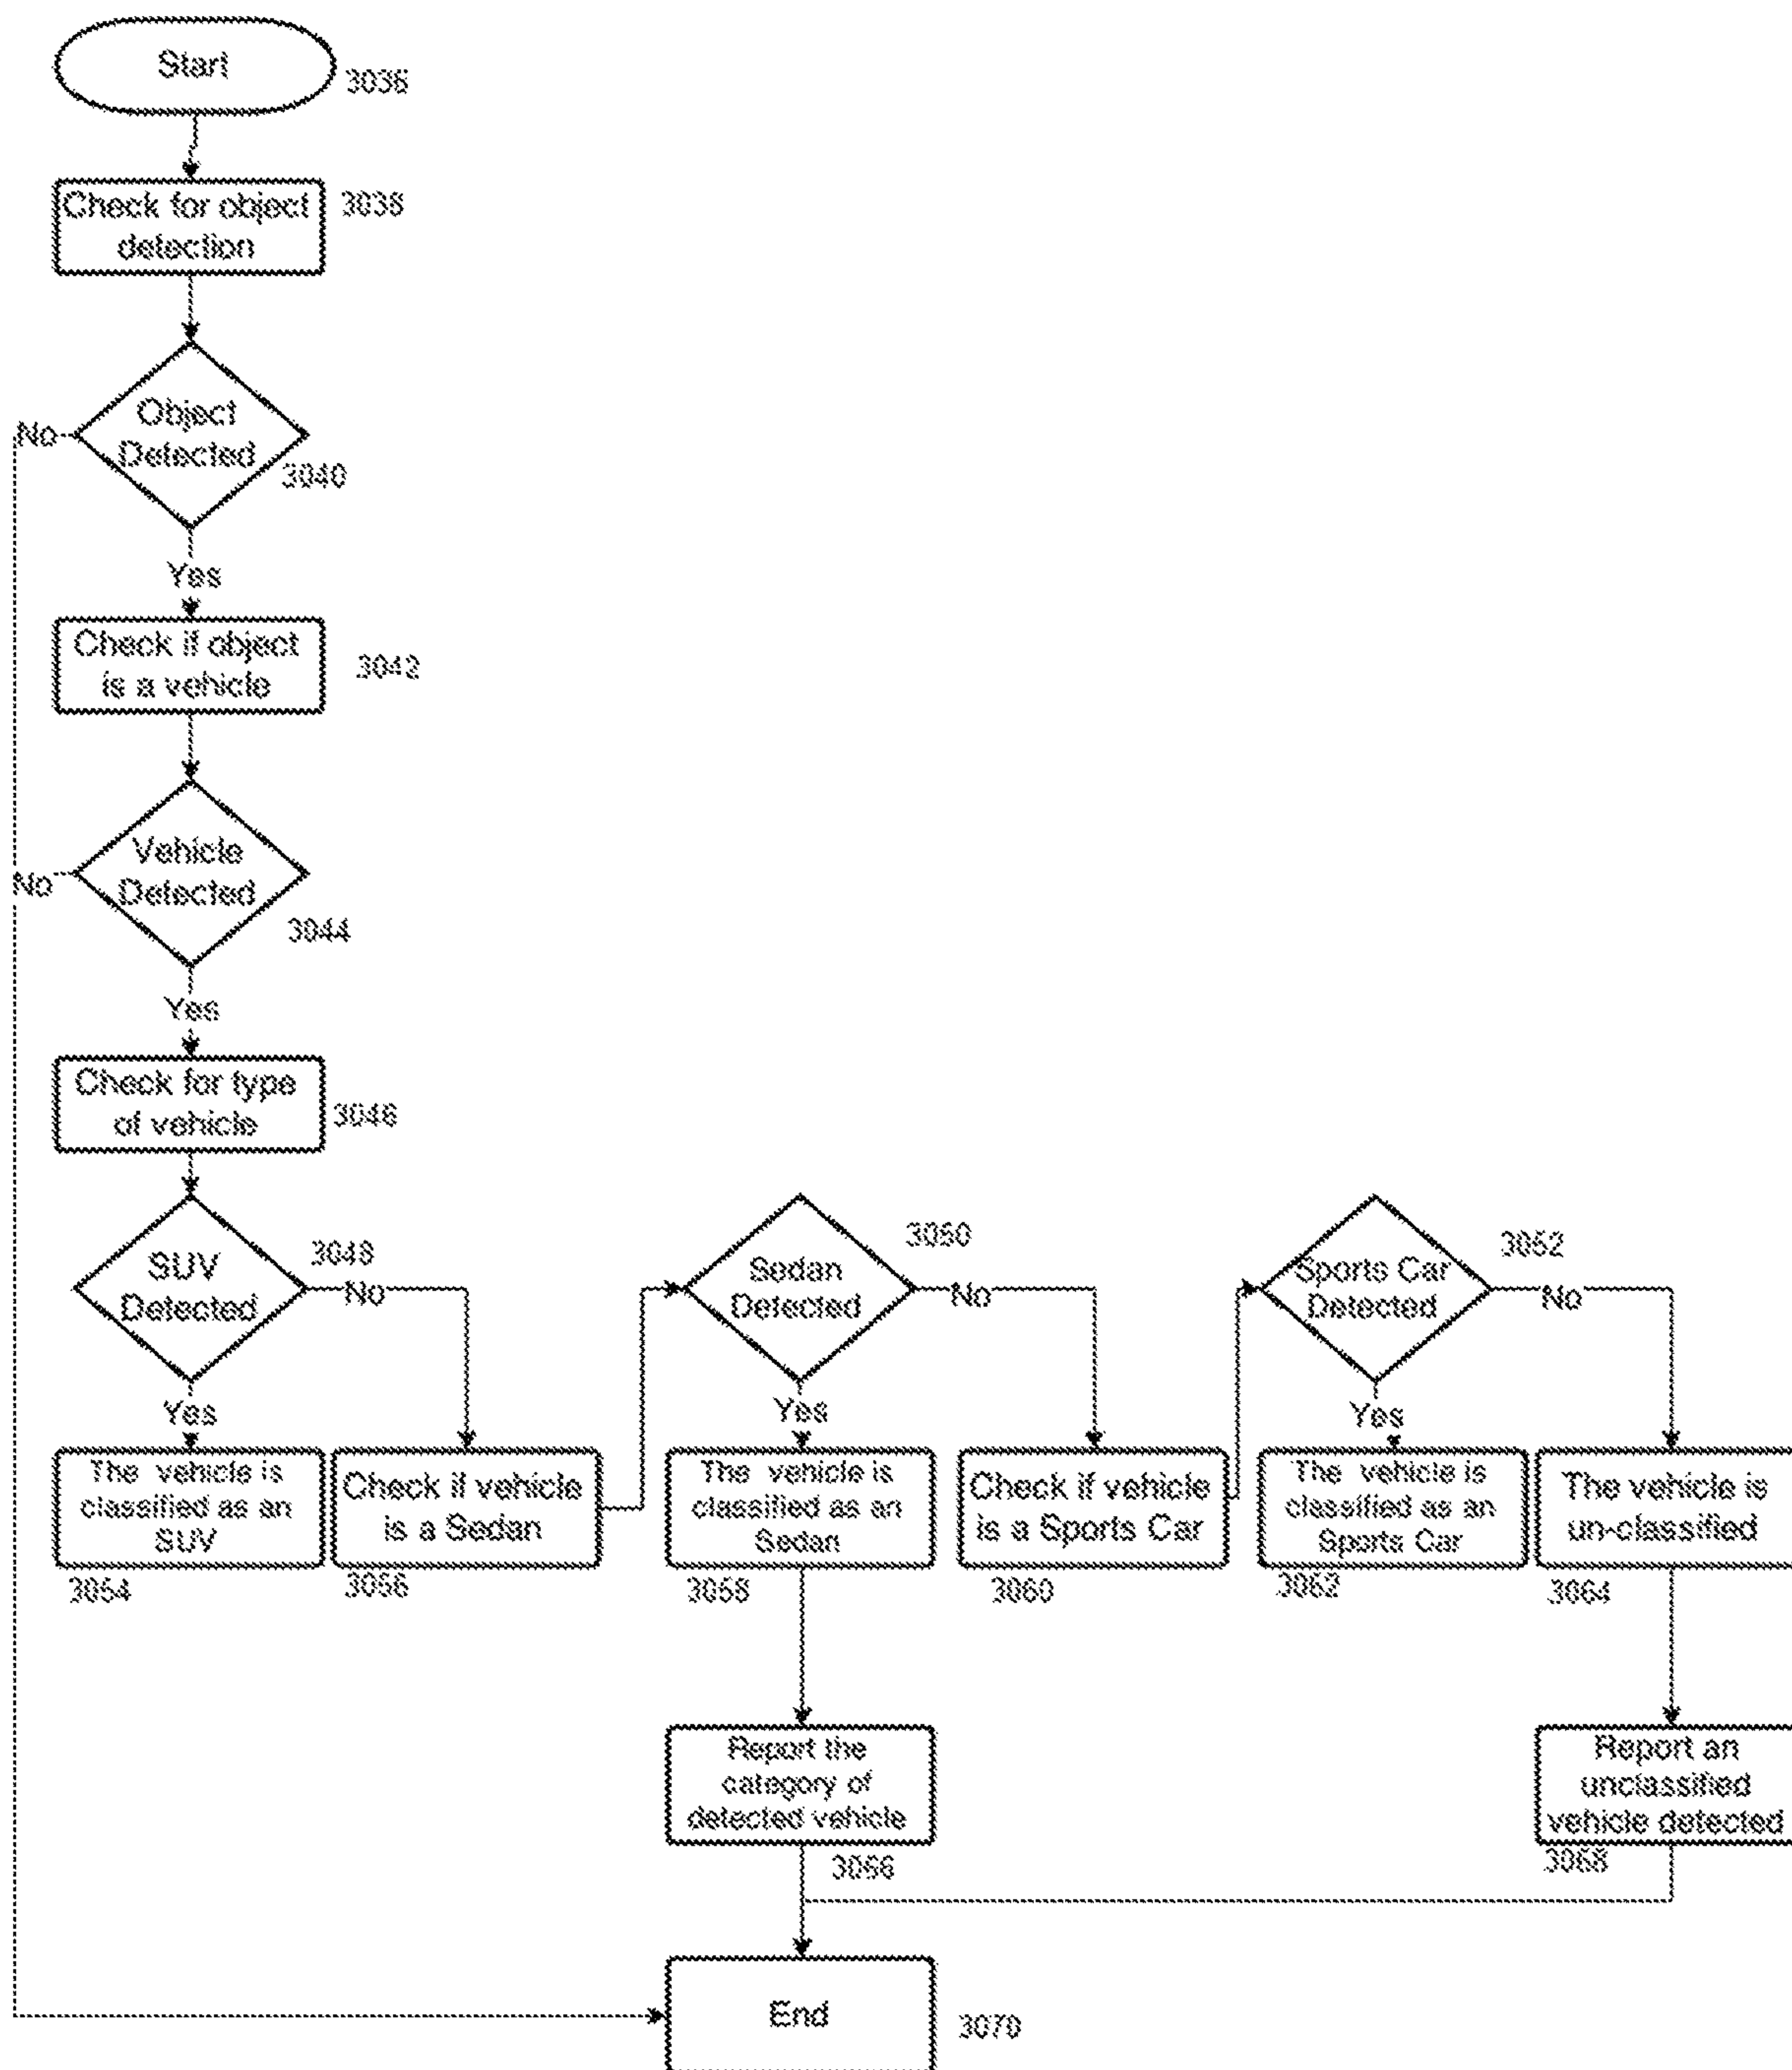 Start
3036
Check for object
detection
3038
Object
Detected
No
3040
Yes
Check if object
is a vehicle
3042
Vehicle
Detected
No
3044
Yes
Check for type
of vehicle
3046
SUV
Detected
3048
No
Yes
Sedan
Detected
3050
No
Yes
Sports Car
Detected
3052
No
Yes
The vehicle is
classified as an
SUV
3054
Check if vehicle
is a Sedan
3056
The vehicle is
classified as an
Sedan
3058
Check if vehicle
is a Sports Car
3060
The vehicle is
classified as an
Sports Car
3062
The vehicle is
un-classified
3064
Report the
category of
detected vehicle
3066
Report an
unclassified
vehicle detected
3068
End
3070